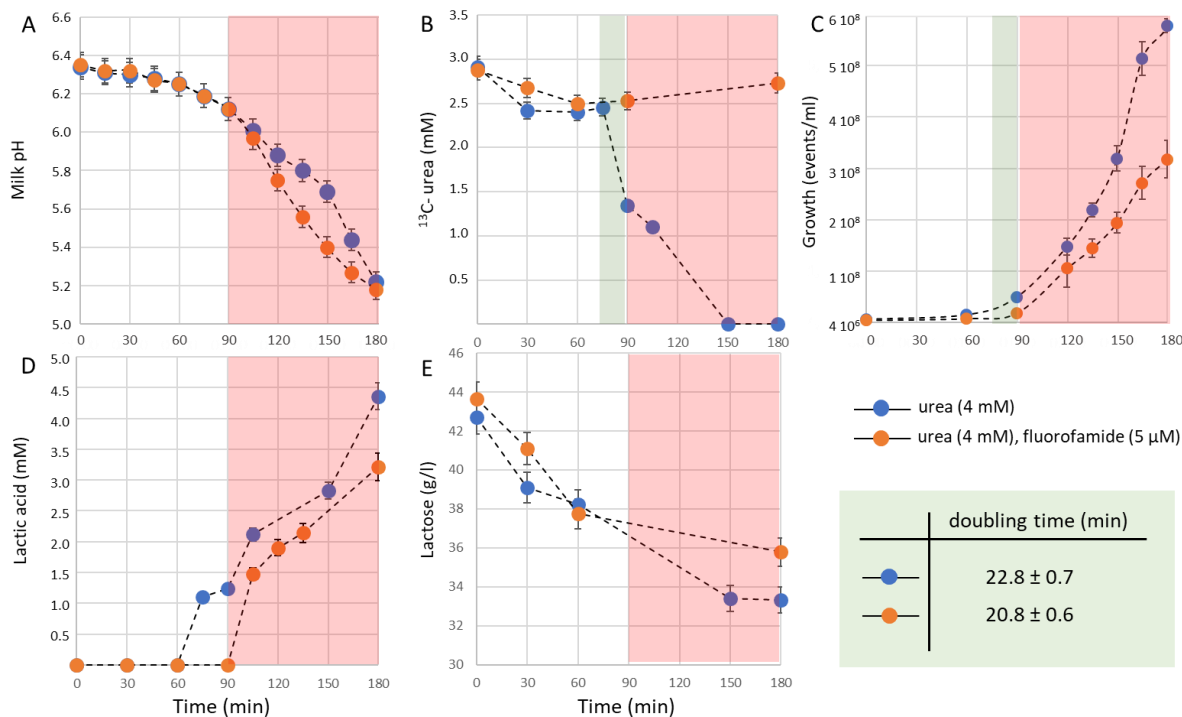 A
Milk pH
6.6
6.4
6.2
6.0
5.8
5.6
5.4
5.2
5.0
0 30 60 90 120 150 180
B
¹³C- urea (mM)
3.5
3.0
2.5
2.0
1.5
1.0
0.5
0.0
0 30 60 90 120 150 180
C
Growth (events/ml)
6 10⁸
5 10⁸
4 10⁸
3 10⁸
2 10⁸
1 10⁸
4 10⁶
0 30 60 90 120 150 180
D
Lactic acid (mM)
5.0
4.5
4.0
3.5
3.0
2.5
2.0
1.5
1.0
0.5
0 30 60 90 120 150 180
Time (min)
E
Lactose (g/l)
46
44
42
40
38
36
34
32
30
0 30 60 90 120 150 180
Time (min)
urea (4 mM)
urea (4 mM), fluorofamide (5 µM)
doubling time (min)
22.8 ± 0.7
20.8 ± 0.6